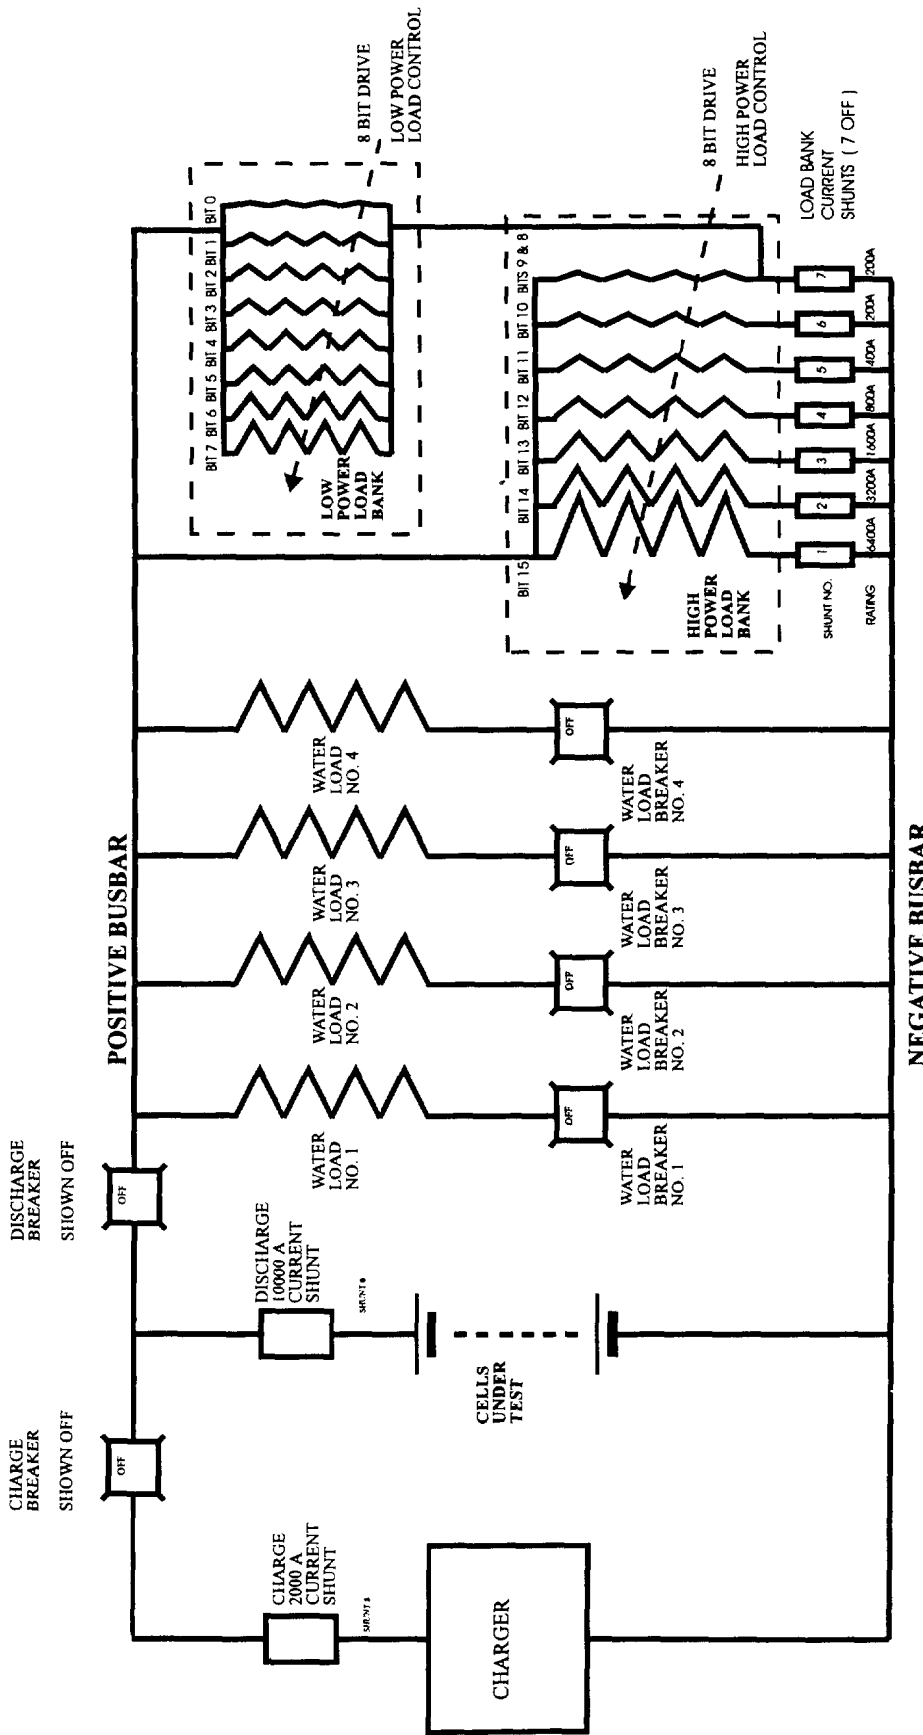 CHARGE
BREAKER
SHOWN OFF
OFF
CHARGE
2000 A
CURRENT
SHUNT
CHARGER
DISCHARGE
BREAKER
SHOWN OFF
OFF
DISCHARGE
10000 A
CURRENT
SHUNT
CELLS
UNDER
TEST
POSITIVE BUSBAR
WATER
LOAD
NO. 1
WATER
LOAD
NO. 2
WATER
LOAD
NO. 3
WATER
LOAD
NO. 4
OFF
OFF
OFF
OFF
WATER
LOAD
BREAKER
NO. 1
WATER
LOAD
BREAKER
NO. 2
WATER
LOAD
BREAKER
NO. 3
WATER
LOAD
BREAKER
NO. 4
NEGATIVE BUSBAR
BIT 7
BIT 6
BIT 5
BIT 4
BIT 3
BIT 2
BIT 1
BIT 0
LOW
POWER
LOAD
BANK
8 BIT DRIVE
LOW POWER
LOAD CONTROL
BIT 15
BIT 14
BIT 13
BIT 12
BIT 11
BIT 10
BITS 9 & 8
HIGH
POWER
LOAD
BANK
8 BIT DRIVE
HIGH POWER
LOAD CONTROL
LOAD BANK
CURRENT
SHUNTS ( 7 OFF )
SHUNT NO.
1
2
3
4
5
6
7
RATING
6400A
3200A
1600A
800A
400A
200A
200A